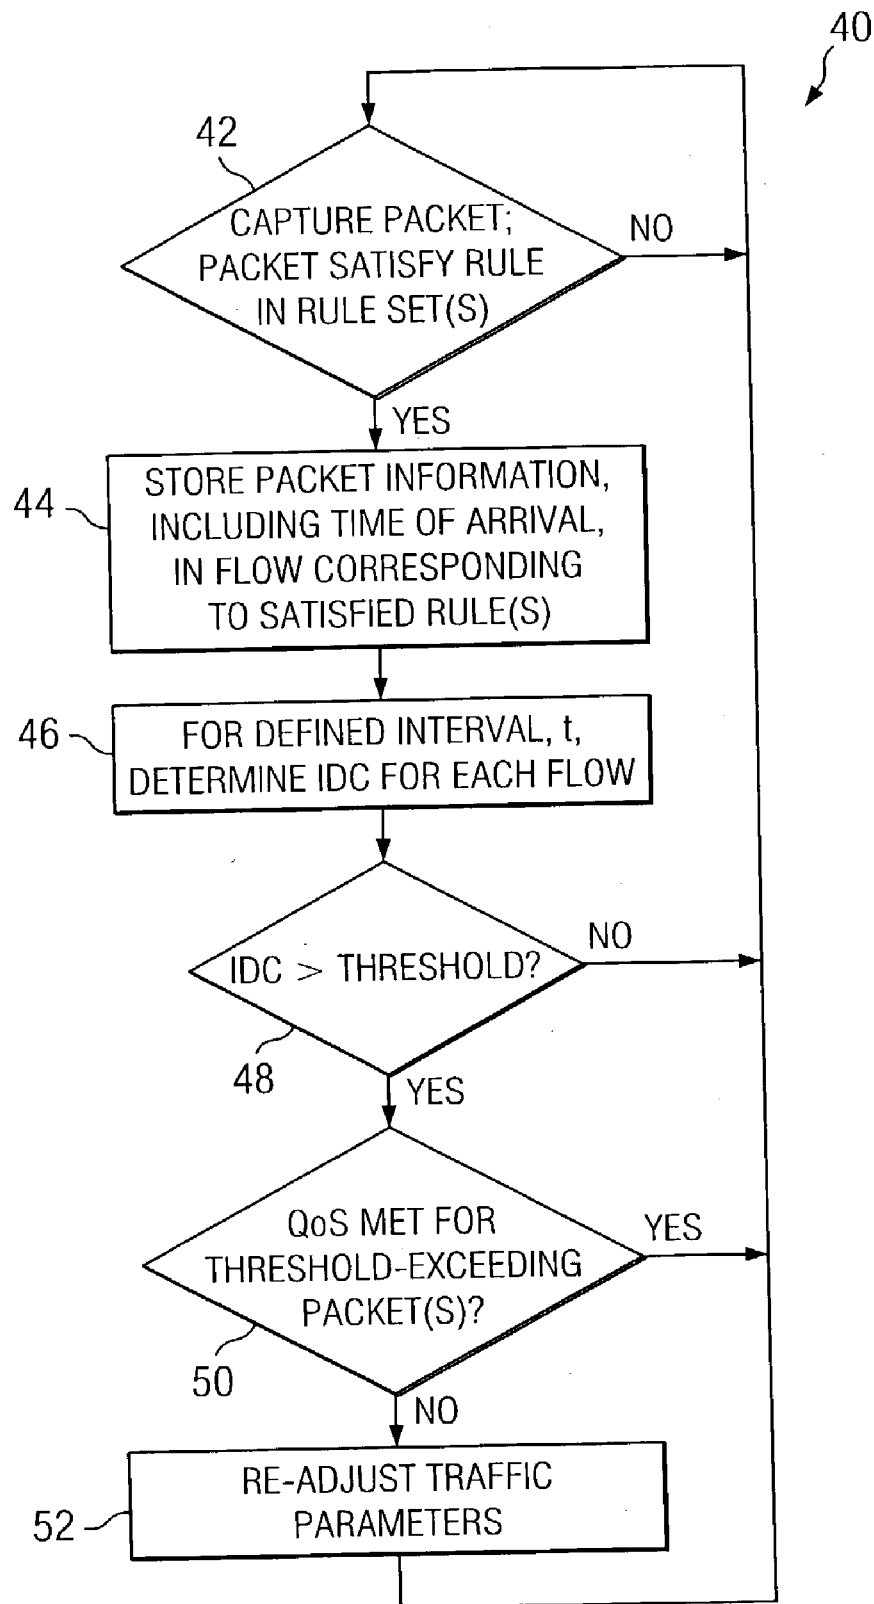 40
42
CAPTURE PACKET;
PACKET SATISFY RULE
IN RULE SET(S)
NO
YES
44
STORE PACKET INFORMATION,
INCLUDING TIME OF ARRIVAL,
IN FLOW CORRESPONDING
TO SATISFIED RULE(S)
46
FOR DEFINED INTERVAL, t,
DETERMINE IDC FOR EACH FLOW
IDC > THRESHOLD?
NO
48
YES
QoS MET FOR
THRESHOLD-EXCEEDING
PACKET(S)?
YES
50
NO
52
RE-ADJUST TRAFFIC
PARAMETERS